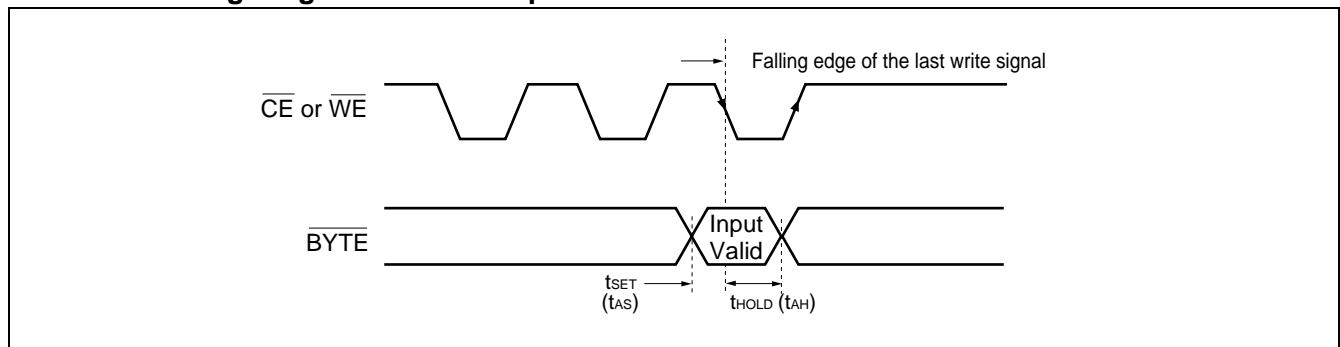 Falling edge of the last write signal
CE or WE
BYTE
Input
Valid
tSET
(tAS)
tHOLD (tAH)